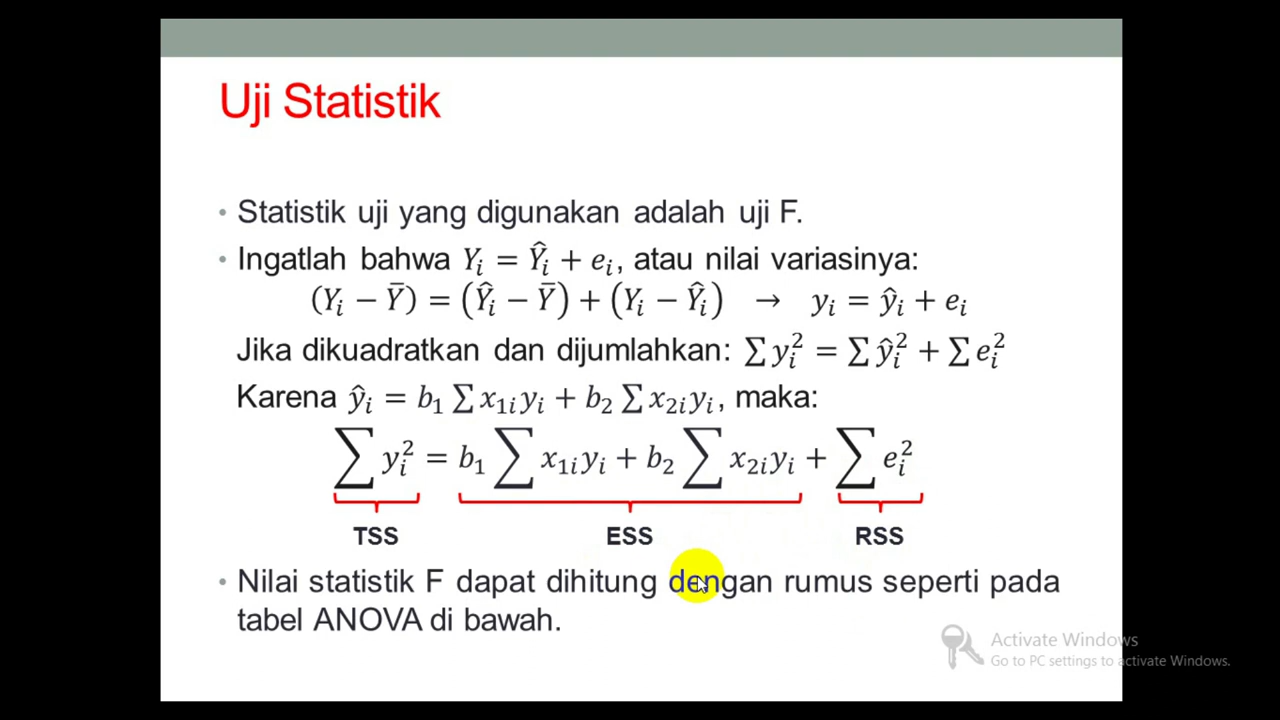 Uji Statistik
• Statistik uji yang digunakan adalah uji F.
• Ingatlah bahwa Yᵢ = Ŷᵢ + eᵢ, atau nilai variasinya:
(Yᵢ − Ȳ) = (Ŷᵢ − Ȳ) + (Yᵢ − Ŷᵢ) → yᵢ = ŷᵢ + eᵢ
Jika dikuadratkan dan dijumlahkan: ∑ yᵢ² = ∑ ŷᵢ² + ∑ eᵢ²
Karena ŷᵢ = b₁ ∑ x₁ᵢyᵢ + b₂ ∑ x₂ᵢyᵢ, maka:
∑ yᵢ² = b₁ ∑ x₁ᵢyᵢ + b₂ ∑ x₂ᵢyᵢ + ∑ eᵢ²
TSS ESS RSS
• Nilai statistik F dapat dihitung dengan rumus seperti pada
tabel ANOVA di bawah.
Activate Windows
Go to PC settings to activate Windows.